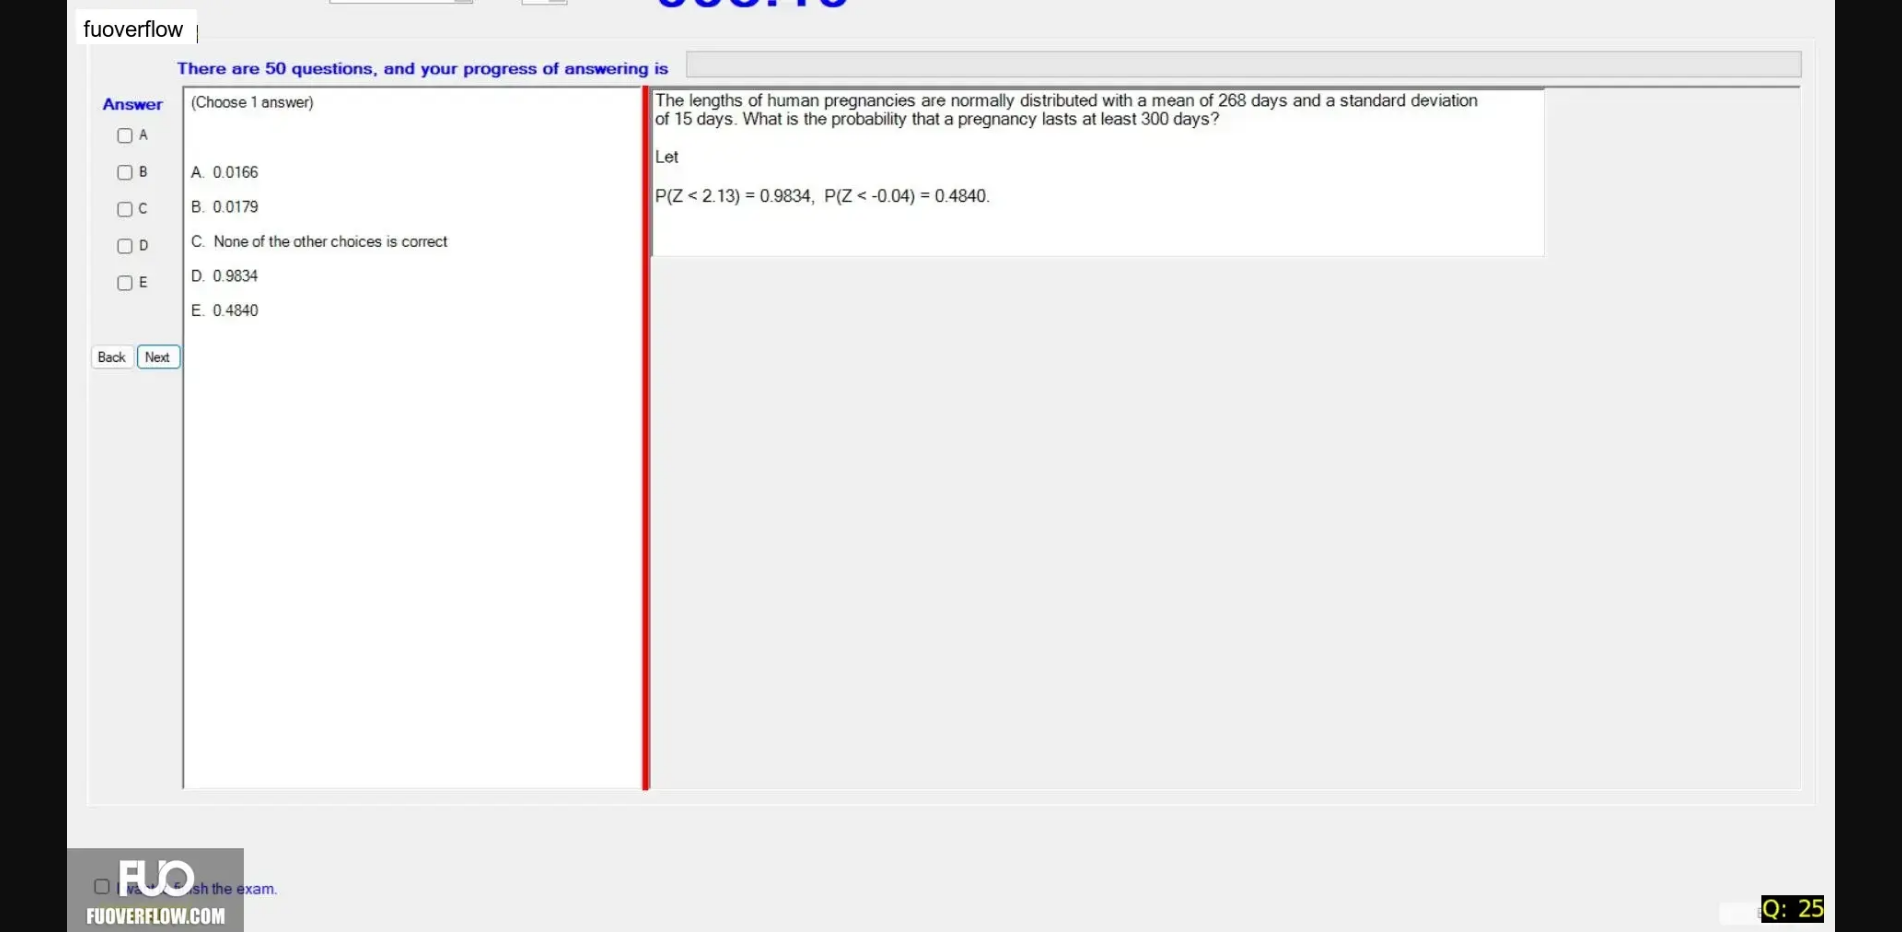 fuoverflow
There are 50 questions, and your progress of answering is
Answer
A
B
C
D
E
Back
Next
(Choose 1 answer)
A. 0.0166
B. 0.0179
C. None of the other choices is correct
D. 0.9834
E. 0.4840
The lengths of human pregnancies are normally distributed with a mean of 268 days and a standard deviation
of 15 days. What is the probability that a pregnancy lasts at least 300 days?
Let
P(Z < 2.13) = 0.9834, P(Z < -0.04) = 0.4840.
the exam.
FUO
FUOVERFLOW.COM
Q: 25